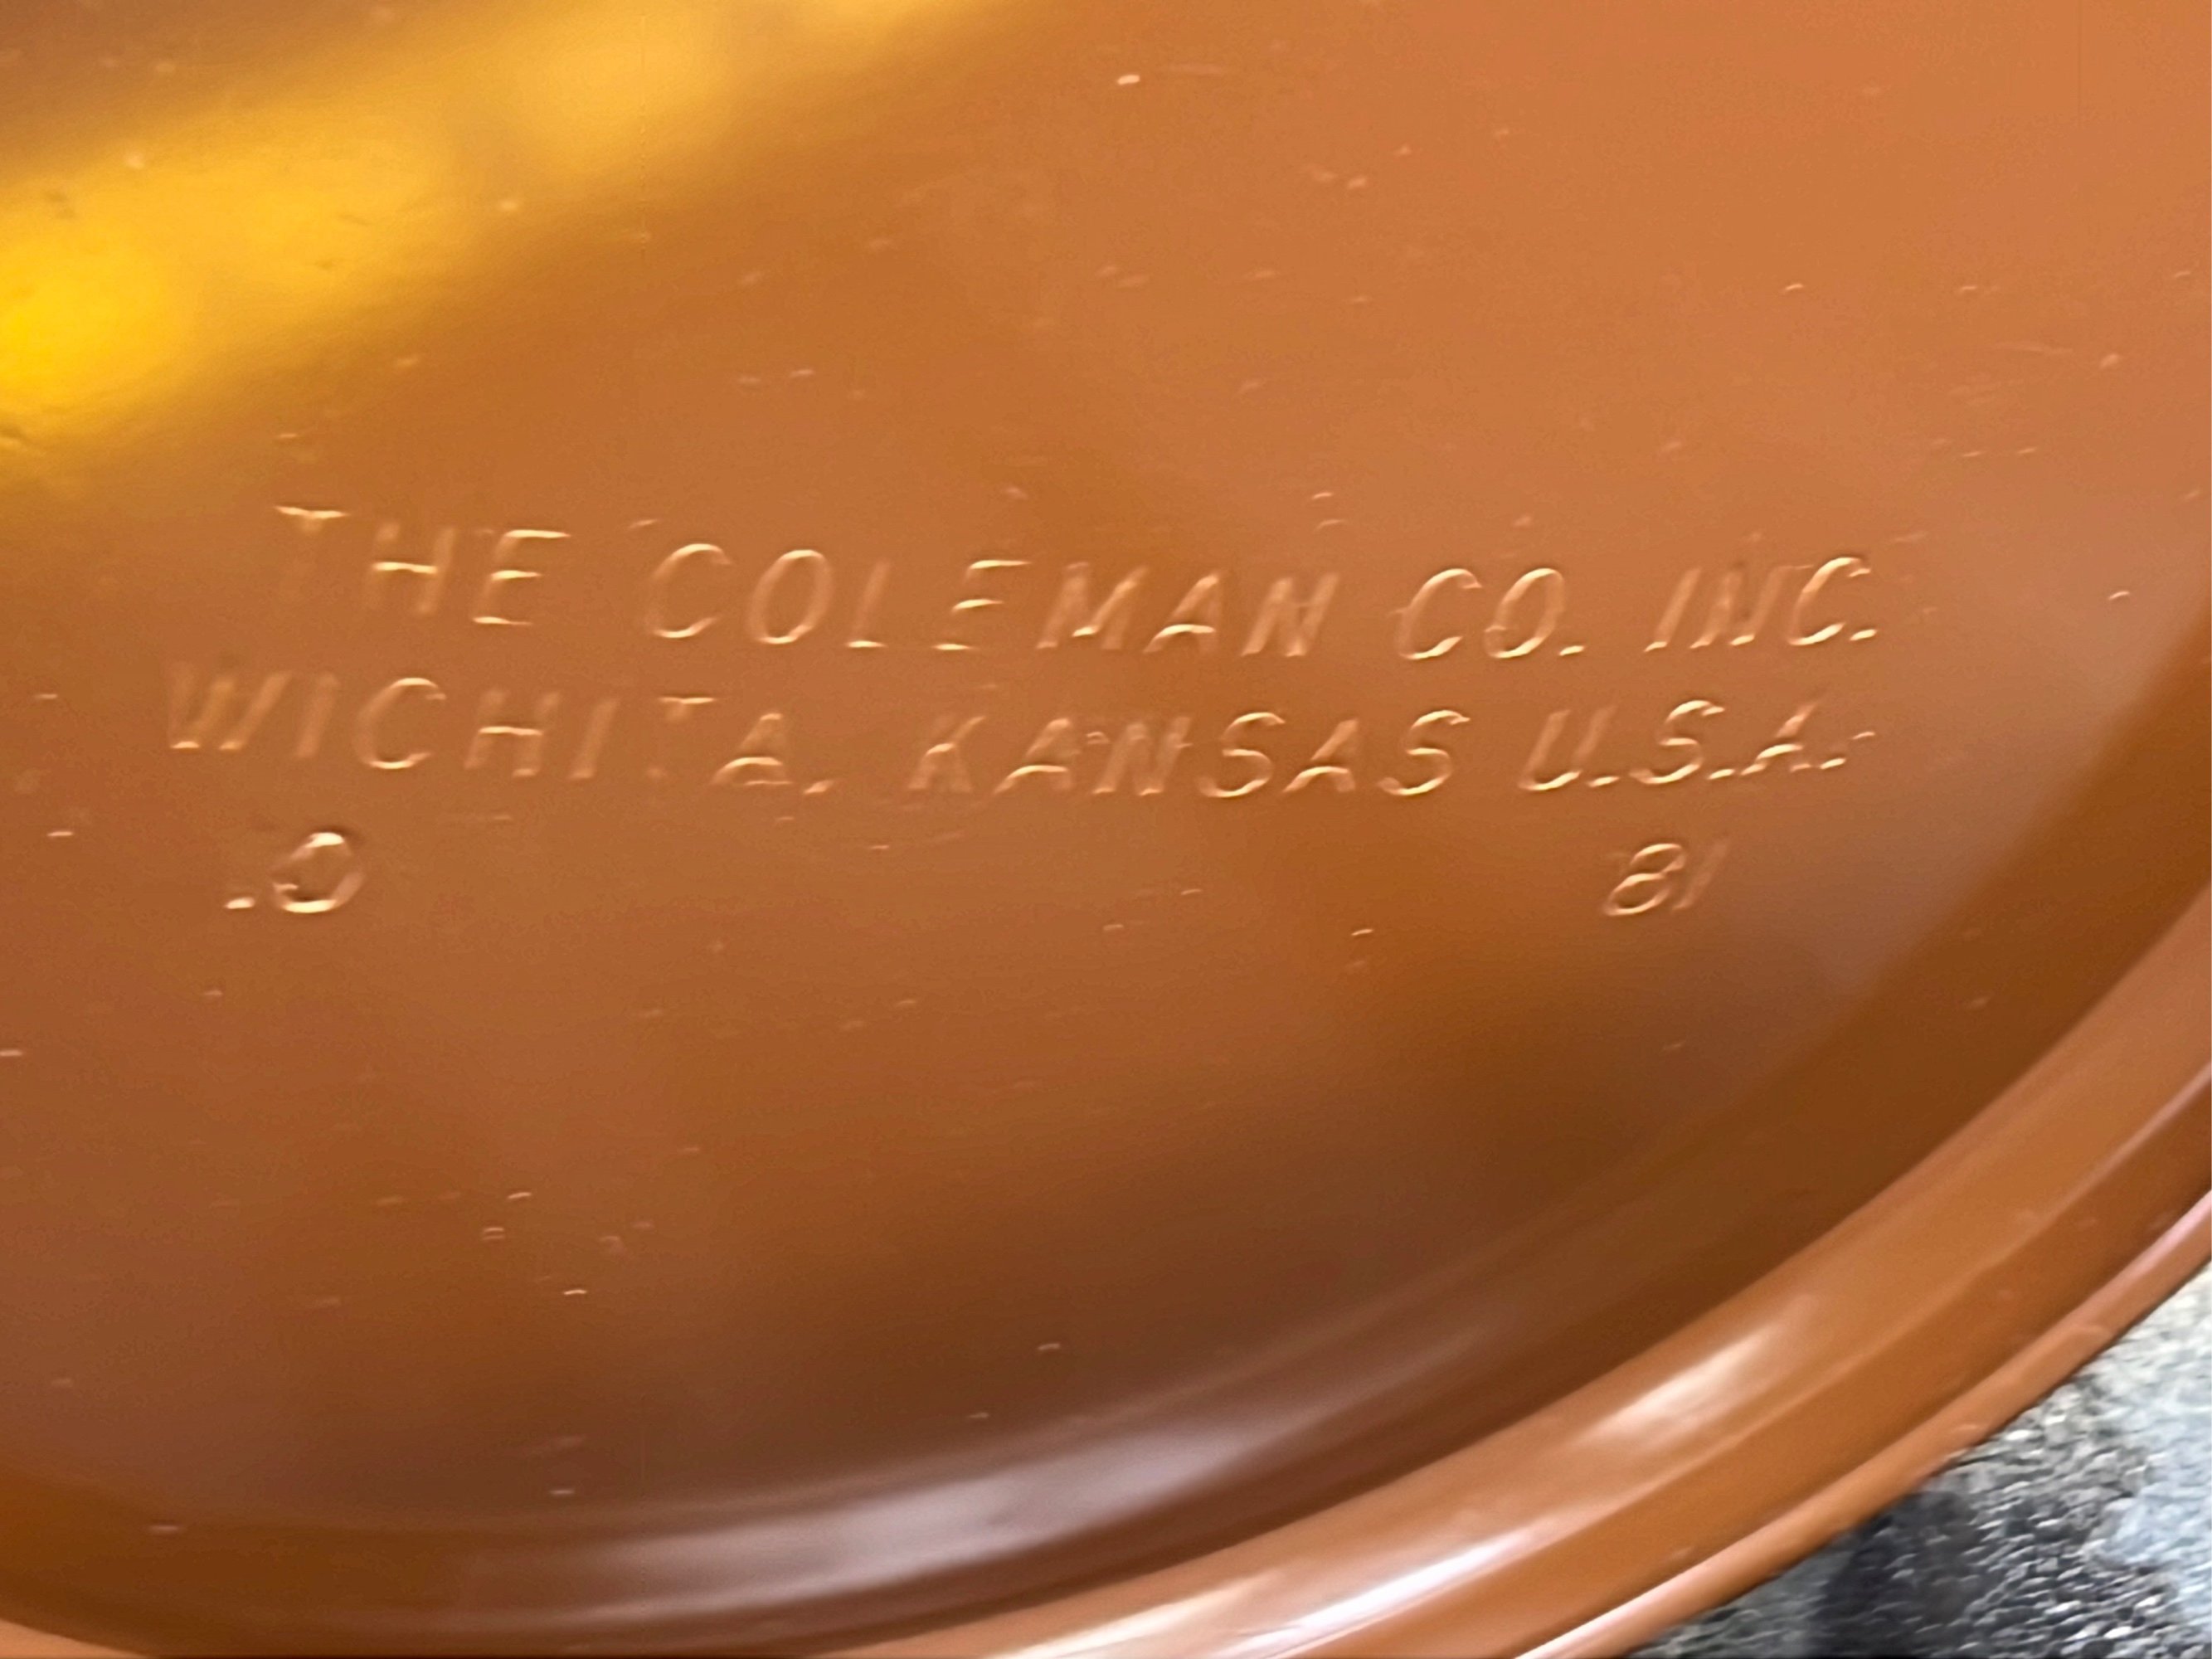 THE COLEMAN CO. INC.
WICHITA, KANSAS U.S.A.
.0 81